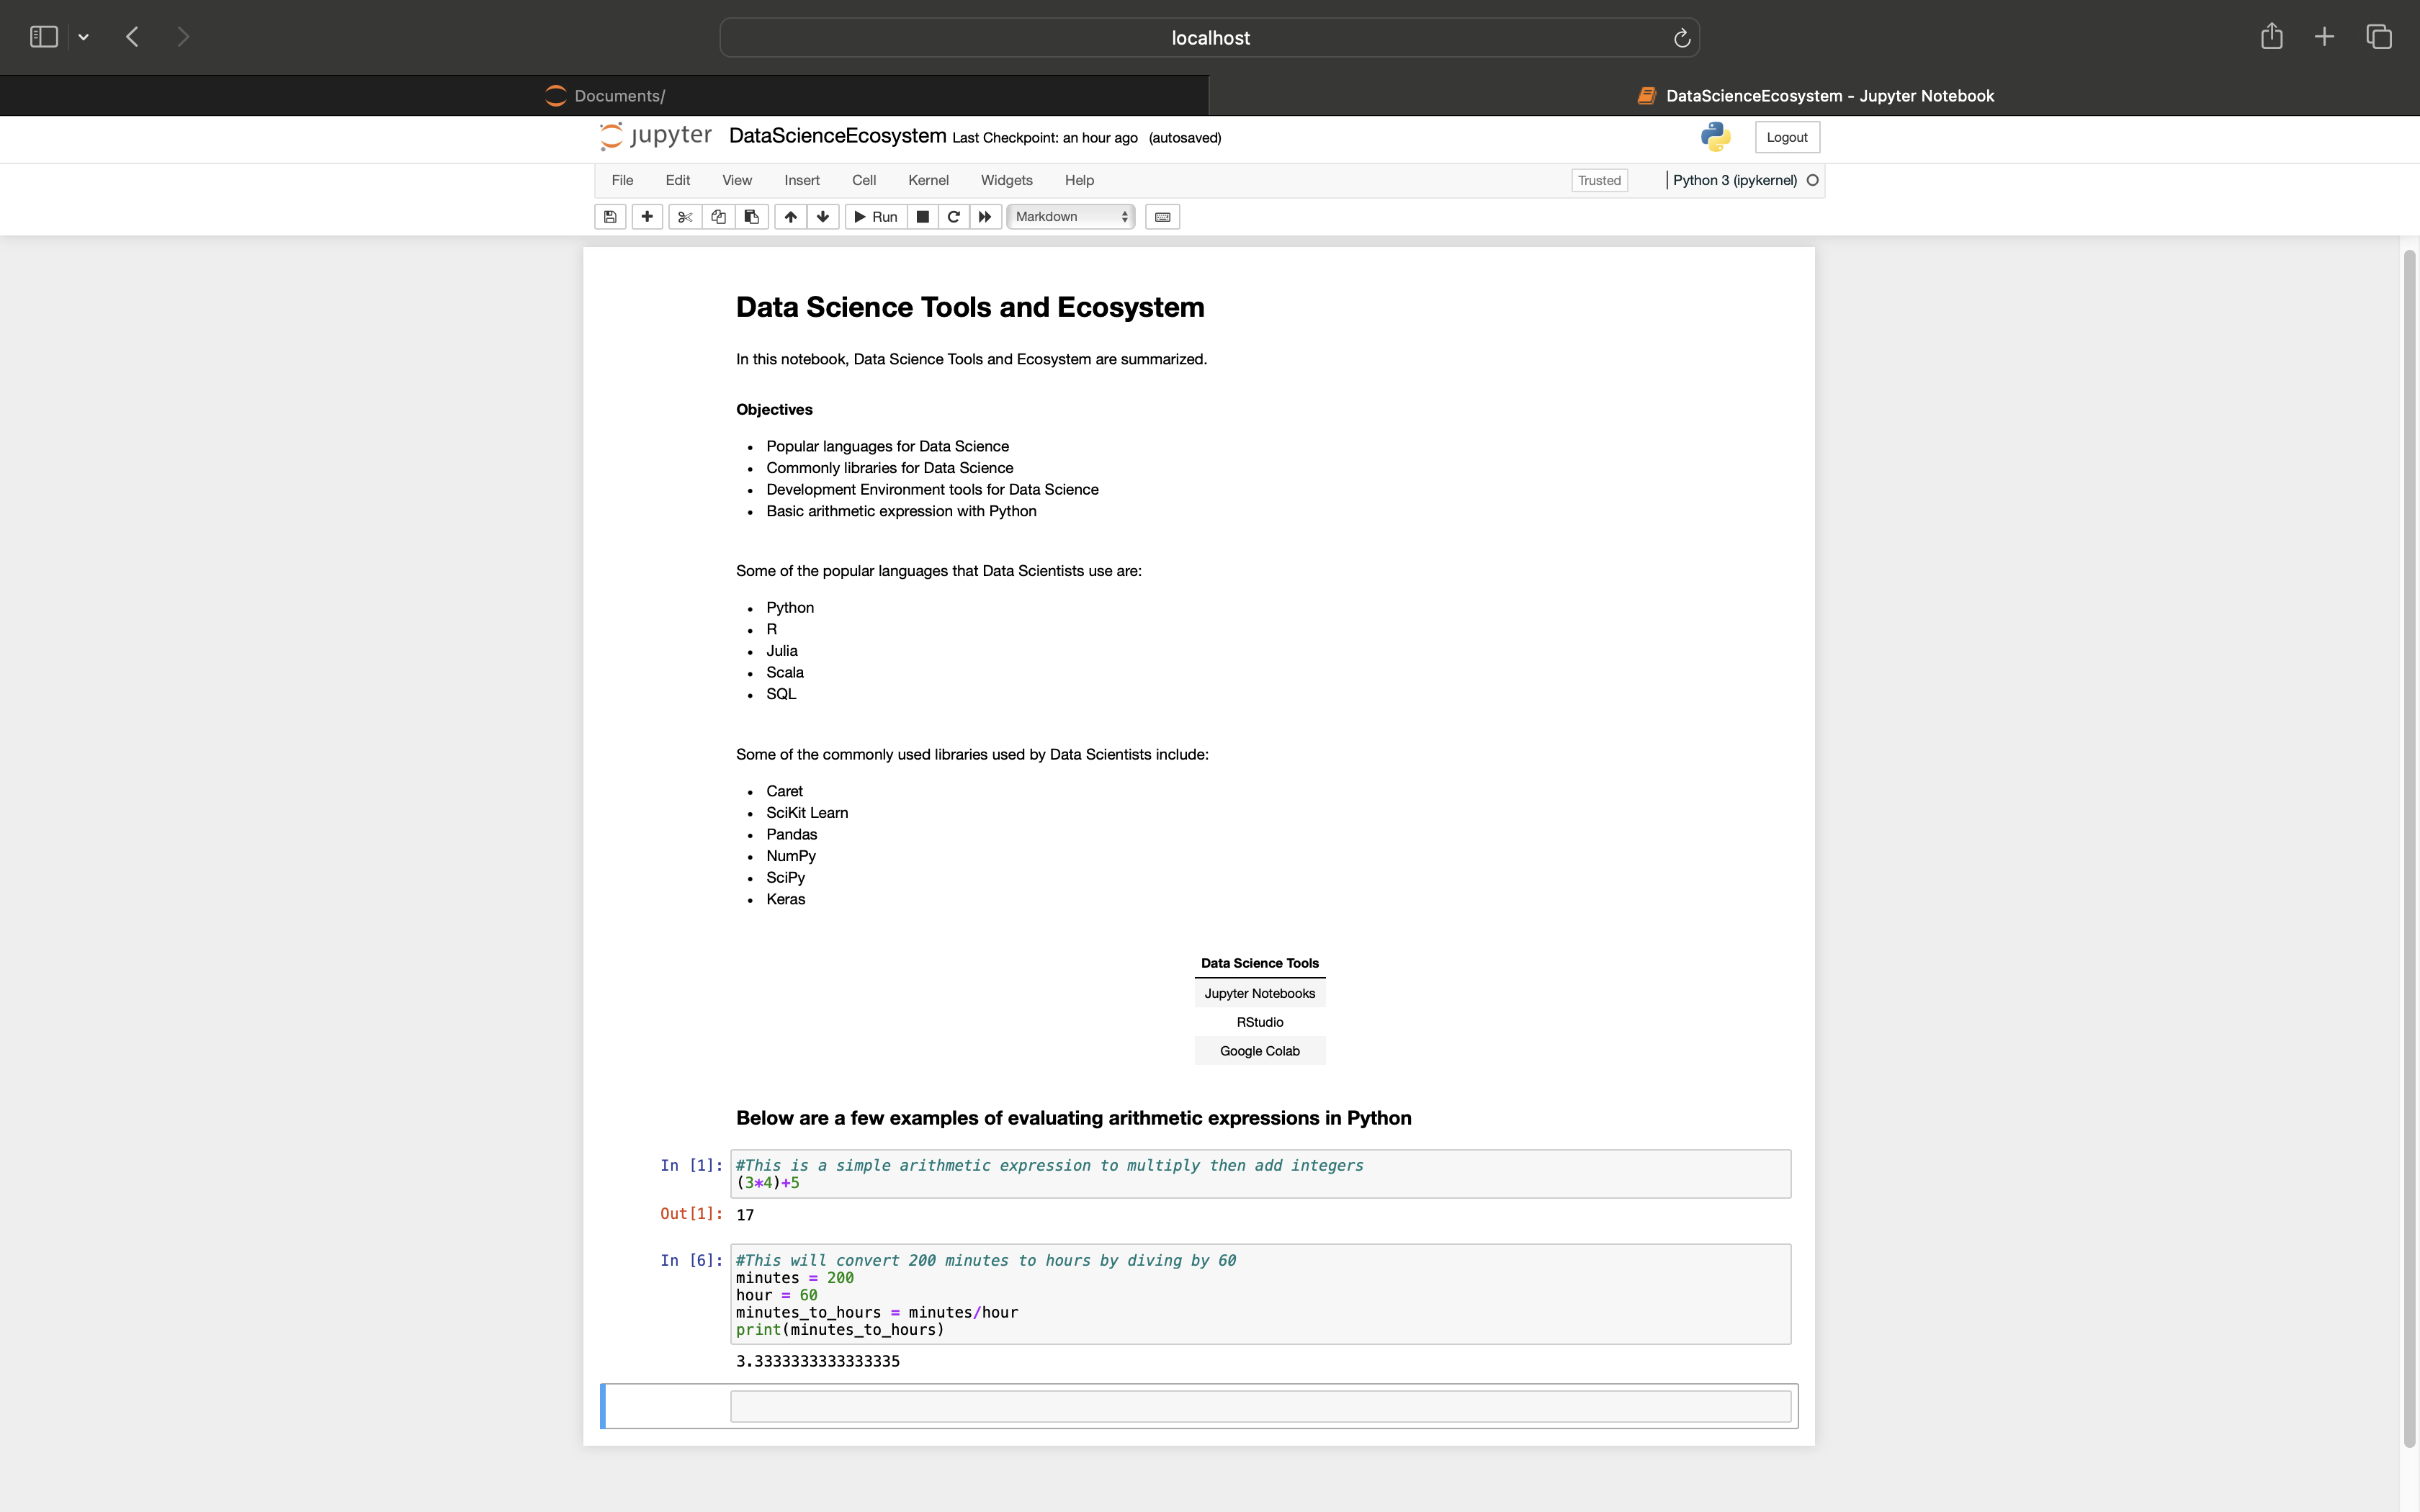 localhost
Documents/
DataScienceEcosystem - Jupyter Notebook
jupyter DataScienceEcosystem Last Checkpoint: an hour ago (autosaved)
Logout
File Edit View Insert Cell Kernel Widgets Help
Trusted
Python 3 (ipykernel)
Run
Markdown
Data Science Tools and Ecosystem
In this notebook, Data Science Tools and Ecosystem are summarized.
Objectives
• Popular languages for Data Science
• Commonly libraries for Data Science
• Development Environment tools for Data Science
• Basic arithmetic expression with Python
Some of the popular languages that Data Scientists use are:
• Python
• R
• Julia
• Scala
• SQL
Some of the commonly used libraries used by Data Scientists include:
• Caret
• SciKit Learn
• Pandas
• NumPy
• SciPy
• Keras
Data Science Tools
Jupyter Notebooks
RStudio
Google Colab
Below are a few examples of evaluating arithmetic expressions in Python
In [1]: #This is a simple arithmetic expression to multiply then add integers
(3*4)+5
Out[1]: 17
In [6]: #This will convert 200 minutes to hours by diving by 60
minutes = 200
hour = 60
minutes_to_hours = minutes/hour
print(minutes_to_hours)
3.3333333333333335